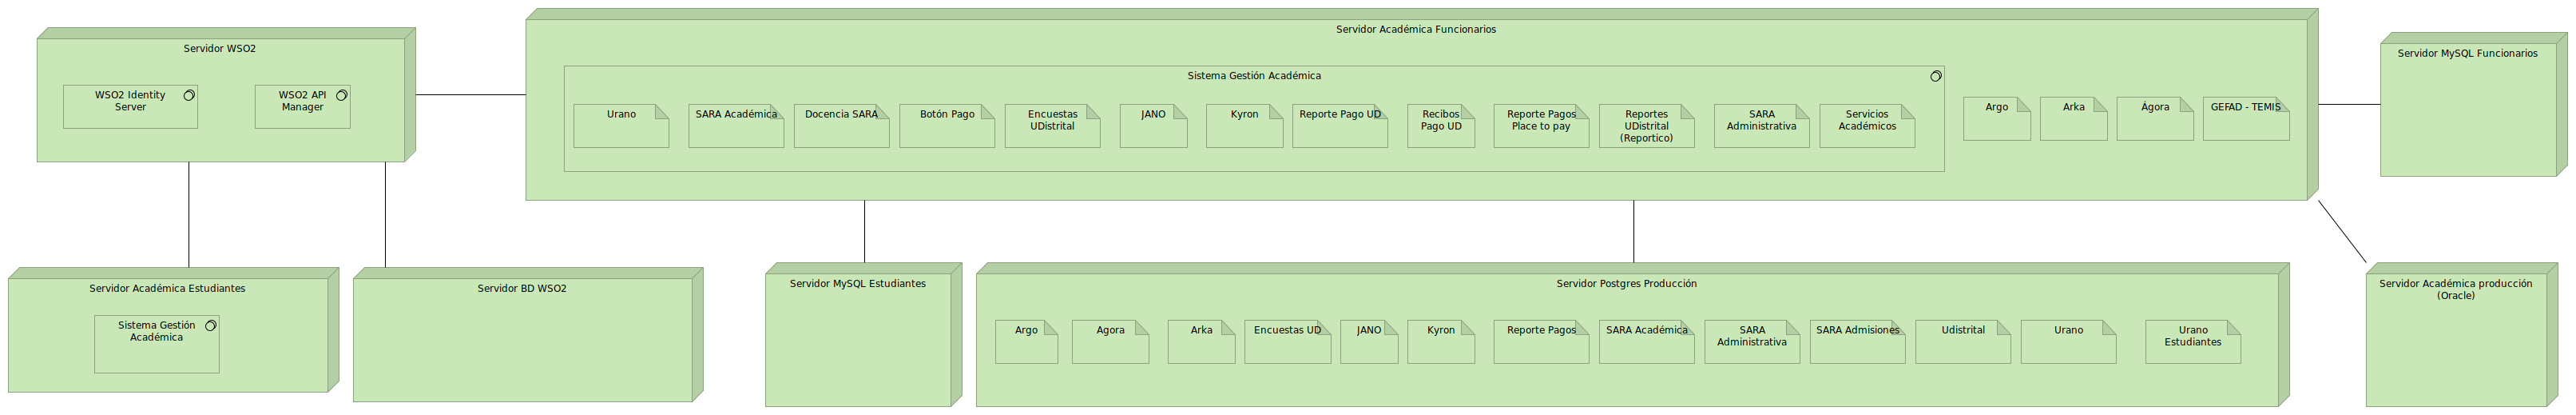 Servidor WSO2
WSO2 Identity
Server
WSO2 API
Manager
Servidor Académica Funcionarios
Sistema Gestión Académica
Urano
SARA Académica
Docencia SARA
Botón Pago
Encuestas
UDistrital
JANO
Kyron
Reporte Pago UD
Recibos
Pago UD
Reporte Pagos
Place to pay
Reportes
UDistrital
(Reportico)
SARA
Administrativa
Servicios
Académicos
Argo
Arka
Ágora
GEFAD - TEMIS
Servidor MySQL Funcionarios
Servidor Académica Estudiantes
Sistema Gestión
Académica
Servidor BD WSO2
Servidor MySQL Estudiantes
Servidor Postgres Producción
Argo
Agora
Arka
Encuestas UD
JANO
Kyron
Reporte Pagos
SARA Académica
SARA
Administrativa
SARA Admisiones
Udistrital
Urano
Urano
Estudiantes
Servidor Académica producción
(Oracle)